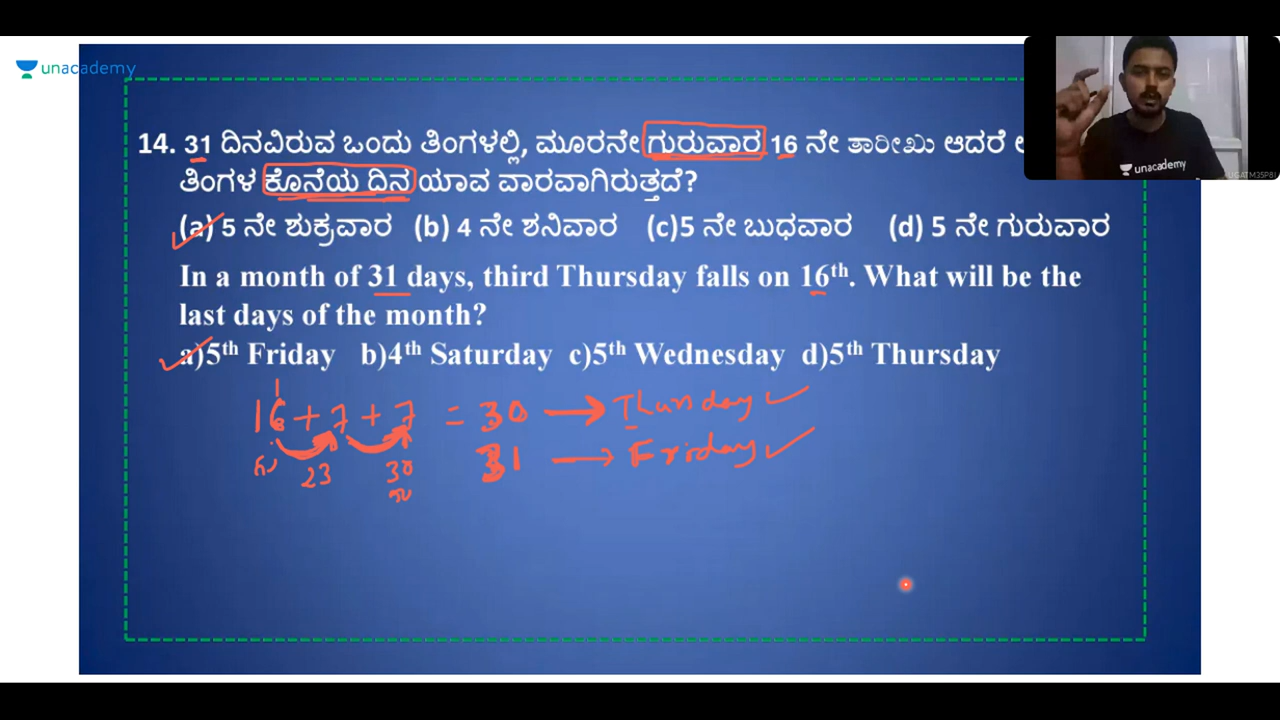 unacademy
14. 31 ದಿನವಿರುವ ಒಂದು ತಿಂಗಳಲ್ಲಿ, ಮೂರನೇ ಗುರುವಾರ 16 ನೇ ತಾರೀಖು ಆದರೆ
ತಿಂಗಳ ಕೊನೆಯ ದಿನ ಯಾವ ವಾರವಾಗಿರುತ್ತದೆ?
(a) 5 ನೇ ಶುಕ್ರವಾರ (b) 4 ನೇ ಶನಿವಾರ (c)5 ನೇ ಬುಧವಾರ (d) 5 ನೇ ಗುರುವಾರ
In a month of 31 days, third Thursday falls on 16th. What will be the
last days of the month?
a)5th Friday b)4th Saturday c)5th Wednesday d)5th Thursday
16 + 7 + 7 = 30 → Thursday
23 30 31 → Friday
unacademy